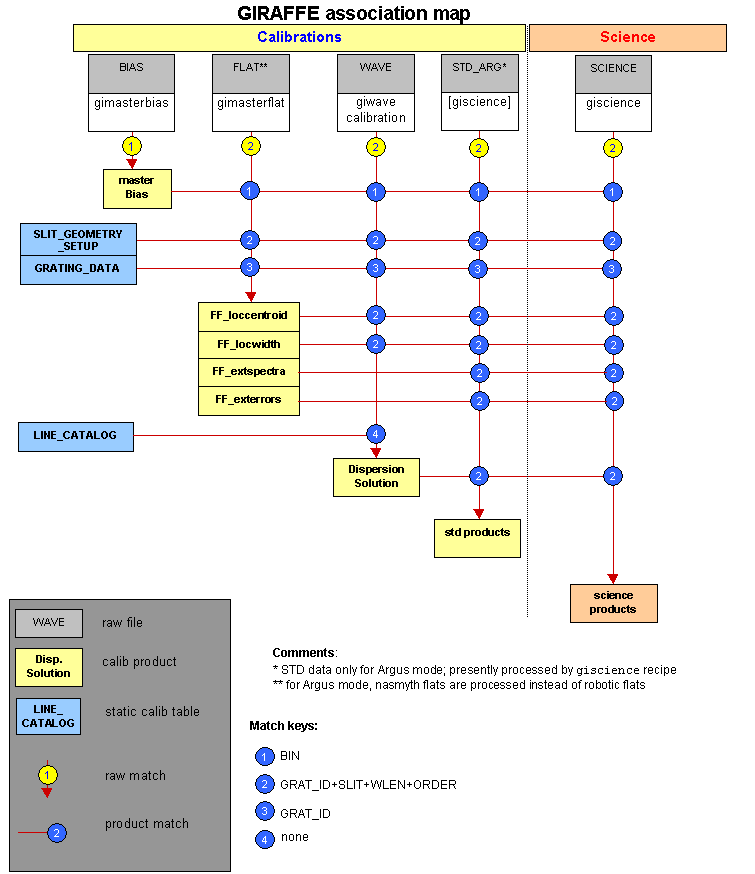 GIRAFFE association map
Calibrations
Science
BIAS
FLAT**
WAVE
STD_ARG*
SCIENCE
gimasterbias
gimasterflat
giwave
calibration
[giscience]
giscience
1
2
2
2
2
master
Bias
1
1
1
1
SLIT_GEOMETRY
_SETUP
2
2
2
2
GRATING_DATA
3
3
3
3
FF_loccentroid
2
2
2
FF_locwidth
2
2
2
FF_extspectra
2
2
FF_exterrors
2
2
LINE_CATALOG
4
Dispersion
Solution
2
2
std products
science
products
WAVE
raw file
Disp.
Solution
calib product
LINE_
CATALOG
static calib table
1
raw match
2
product match
Comments:
* STD data only for Argus mode; presently processed by giscience recipe
** for Argus mode, nasmyth flats are processed instead of robotic flats
Match keys:
1 BIN
2 GRAT_ID+SLIT+WLEN+ORDER
3 GRAT_ID
4 none